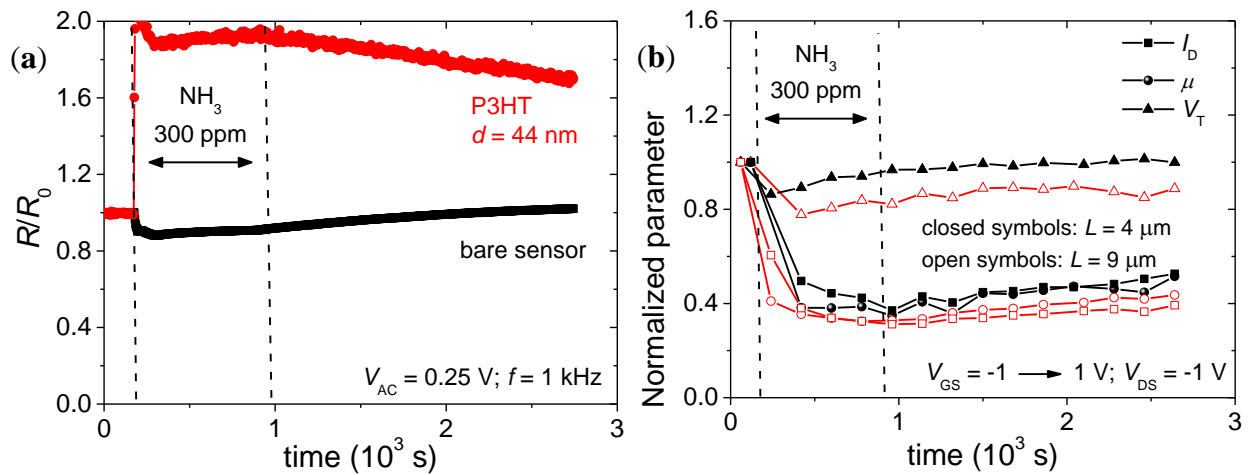 (a)
2.0
1.6
1.2
0.8
0.4
0.0
R/R0
NH3
300 ppm
P3HT
d = 44 nm
bare sensor
VAC = 0.25 V; f = 1 kHz
0 1 2 3
time (10^3 s)
(b)
1.6
1.2
0.8
0.4
0.0
Normalized parameter
NH3
300 ppm
ID
μ
VT
closed symbols: L = 4 μm
open symbols: L = 9 μm
VGS = -1 → 1 V; VDS = -1 V
0 1 2 3
time (10^3 s)